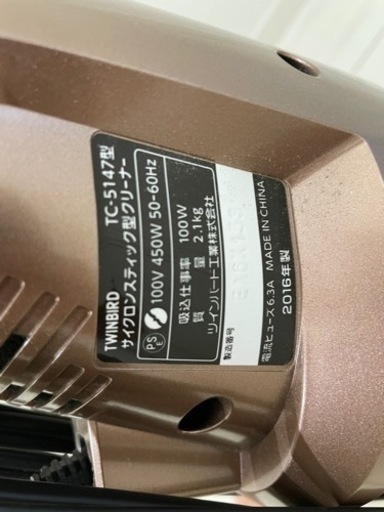 TWINBIRD TC-5147型
サイクロンスティック型クリーナー
PSE 100V 450W 50-60Hz
吸込仕事率 100W
質量 2.1kg
ツインバード工業株式会社
製造番号
電流ヒューズ 6.3A MADE IN CHINA
2016年製